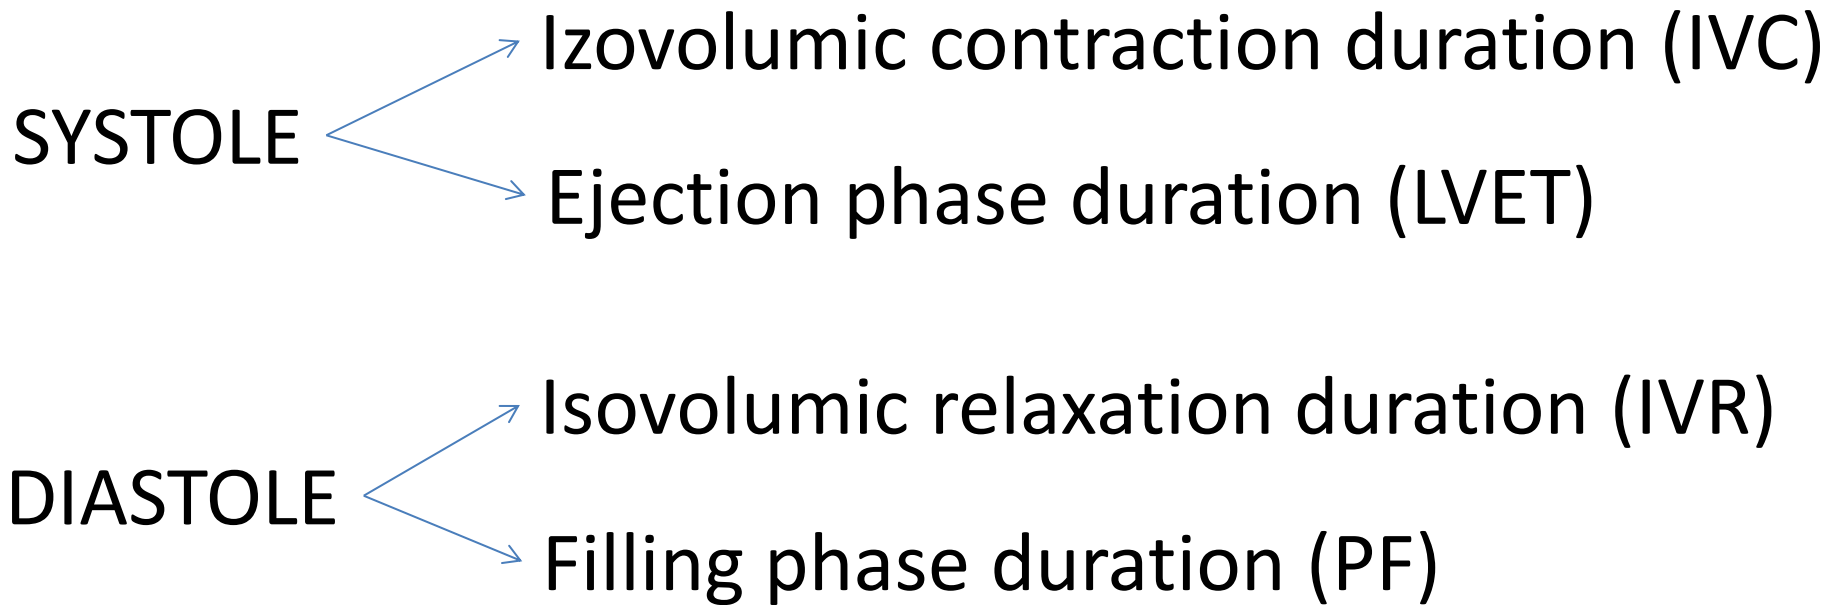 Izovolumic contraction duration (IVC)
SYSTOLE
Ejection phase duration (LVET)
Isovolumic relaxation duration (IVR)
DIASTOLE
Filling phase duration (PF)